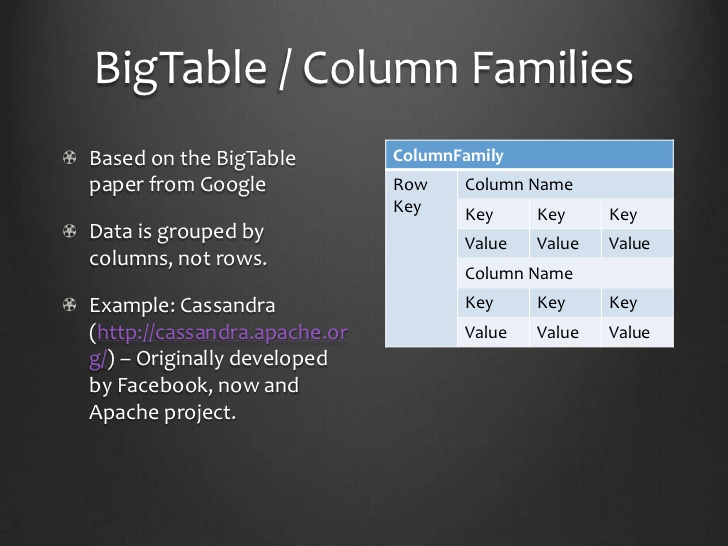 BigTable / Column Families
Based on the BigTable
paper from Google
Data is grouped by
columns, not rows.
Example: Cassandra
(http://cassandra.apache.or
g/) – Originally developed
by Facebook, now and
Apache project.
ColumnFamily
Row Key
Column Name
Key Key Key
Value Value Value
Column Name
Key Key Key
Value Value Value